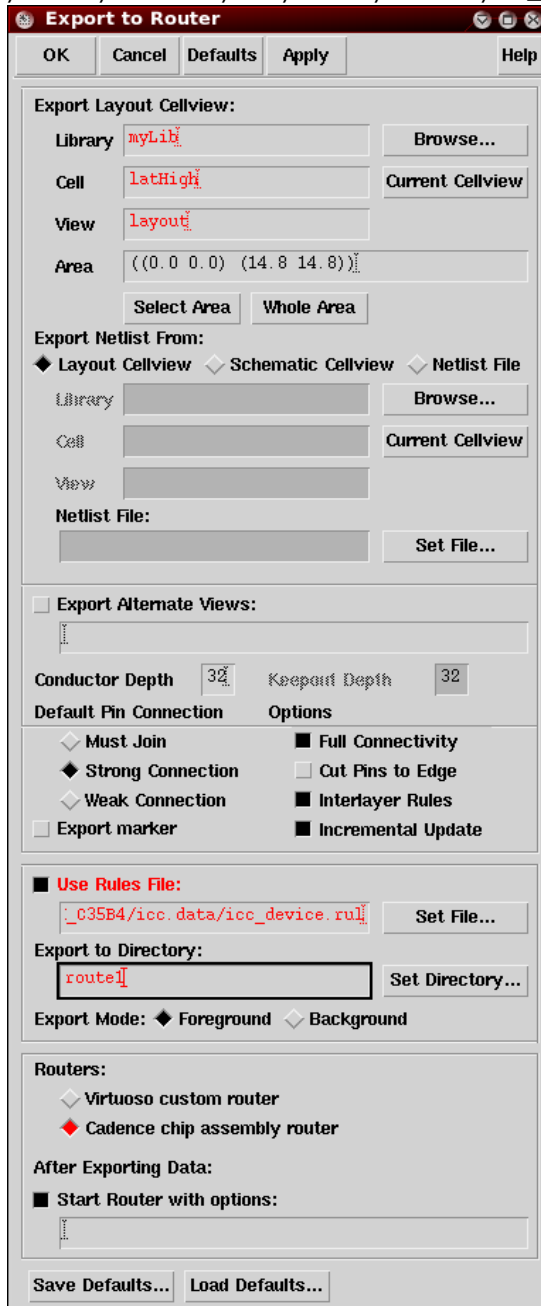 Export to Router
OK Cancel Defaults Apply Help
Export Layout Cellview:
Library myLib Browse...
Cell latHigh Current Cellview
View layout
Area ((0.0 0.0) (14.8 14.8))
Select Area Whole Area
Export Netlist From:
Layout Cellview Schematic Cellview Netlist File
Library Browse...
Cell Current Cellview
View
Netlist File:
Set File...
Export Alternate Views:
Conductor Depth 32 Keepout Depth 32
Default Pin Connection Options
Must Join Full Connectivity
Strong Connection Cut Pins to Edge
Weak Connection Interlayer Rules
Export marker Incremental Update
Use Rules File:
_C35B4/icc.data/icc_device.rul Set File...
Export to Directory:
route1 Set Directory...
Export Mode: Foreground Background
Routers:
Virtuoso custom router
Cadence chip assembly router
After Exporting Data:
Start Router with options:
Save Defaults... Load Defaults...